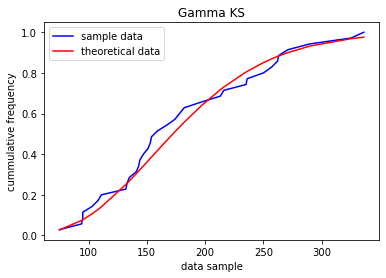 Gamma KS
sample data
theoretical data
cummulative frequency
1.0
0.8
0.6
0.4
0.2
0.0
100
150
200
250
300
data sample